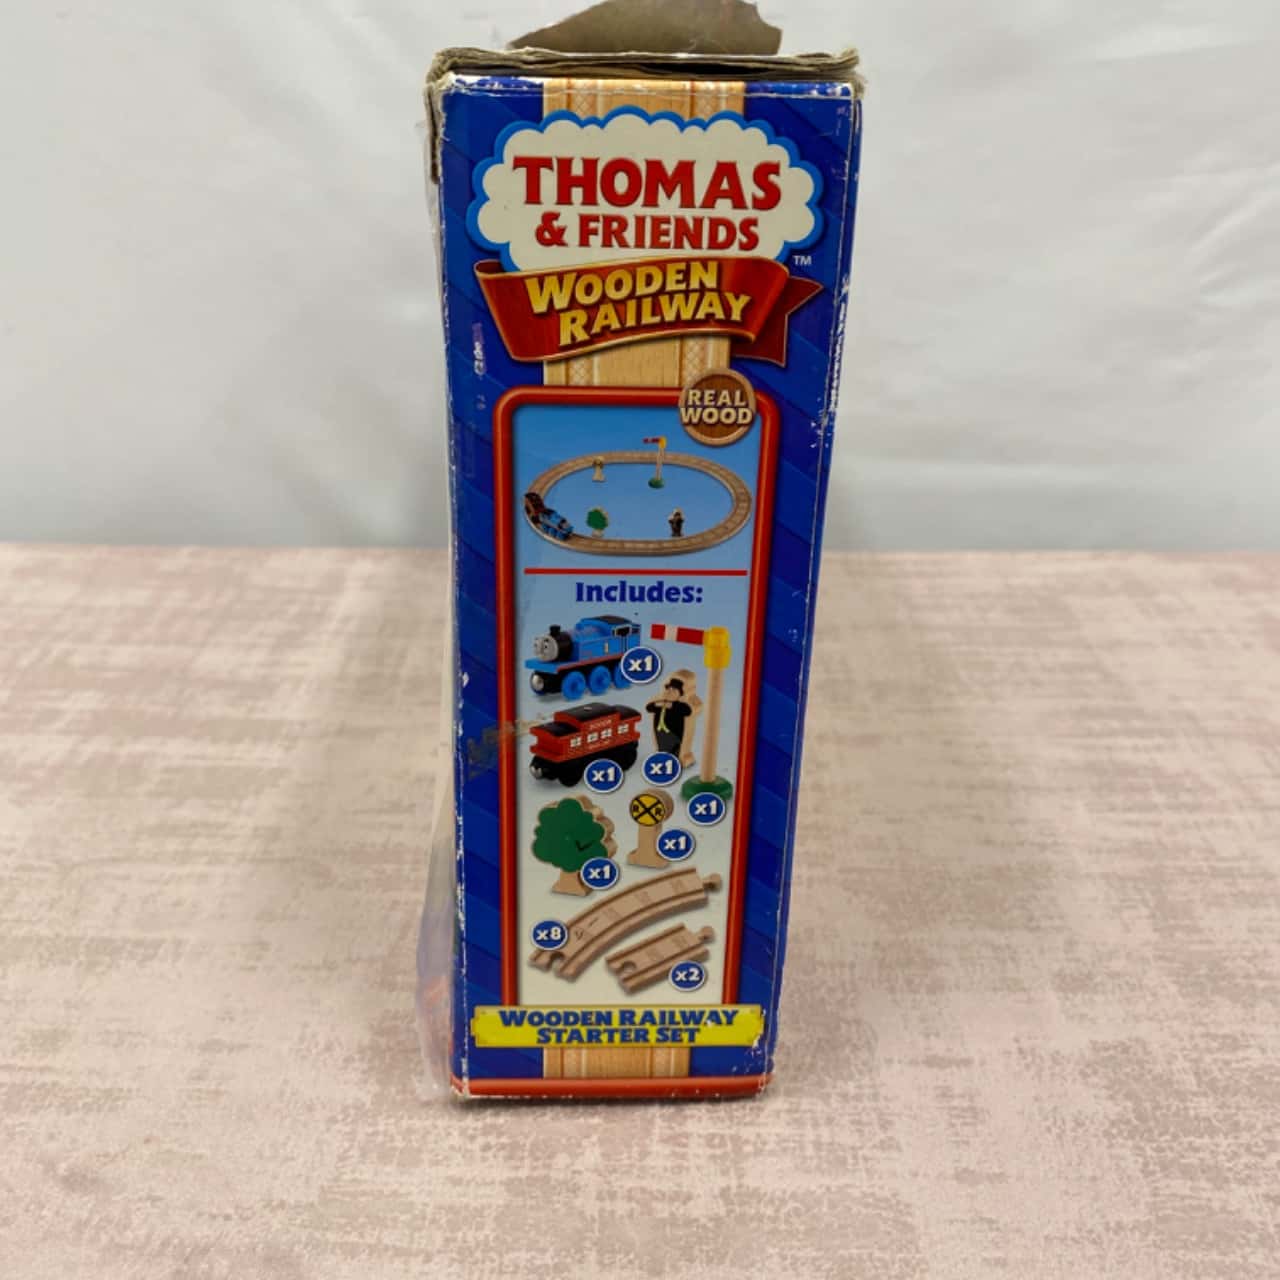 THOMAS
& FRIENDS
™
WOODEN
RAILWAY
REAL
WOOD
Includes:
x1
x1
x1
x1
R R
x1
x1
x8
x2
WOODEN RAILWAY
STARTER SET